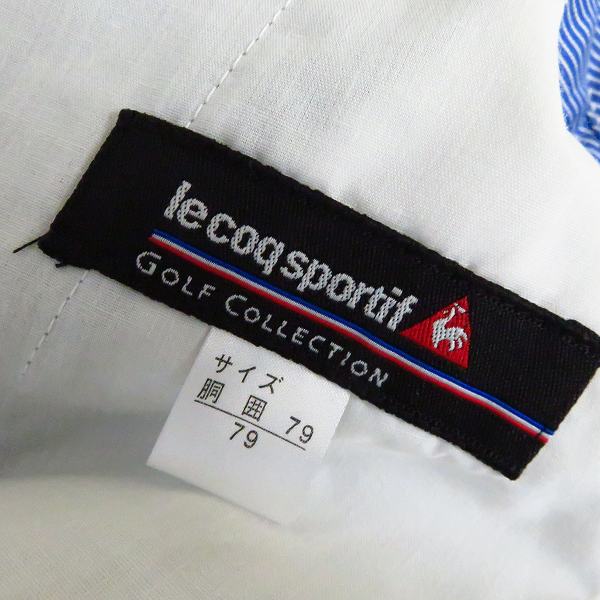 le coq sportif
GOLF COLLECTION
サイズ
胴囲 79
79